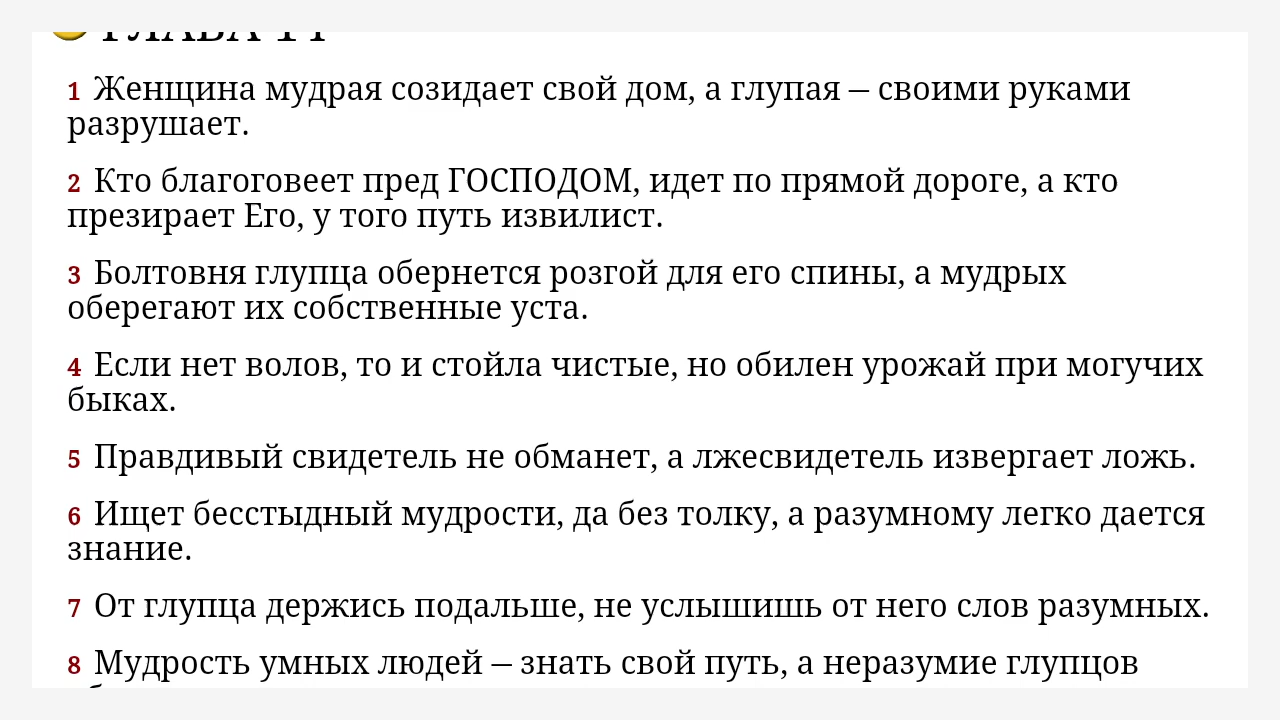 ГЛАВА 14
1 Женщина мудрая созидает свой дом, а глупая – своими руками
разрушает.
2 Кто благоговеет пред ГОСПОДОМ, идет по прямой дороге, а кто
презирает Его, у того путь извилист.
3 Болтовня глупца обернется розгой для его спины, а мудрых
оберегают их собственные уста.
4 Если нет волов, то и стойла чистые, но обилен урожай при могучих
быках.
5 Правдивый свидетель не обманет, а лжесвидетель извергает ложь.
6 Ищет бесстыдный мудрости, да без толку, а разумному легко дается
знание.
7 От глупца держись подальше, не услышишь от него слов разумных.
8 Мудрость умных людей – знать свой путь, а неразумие глупцов